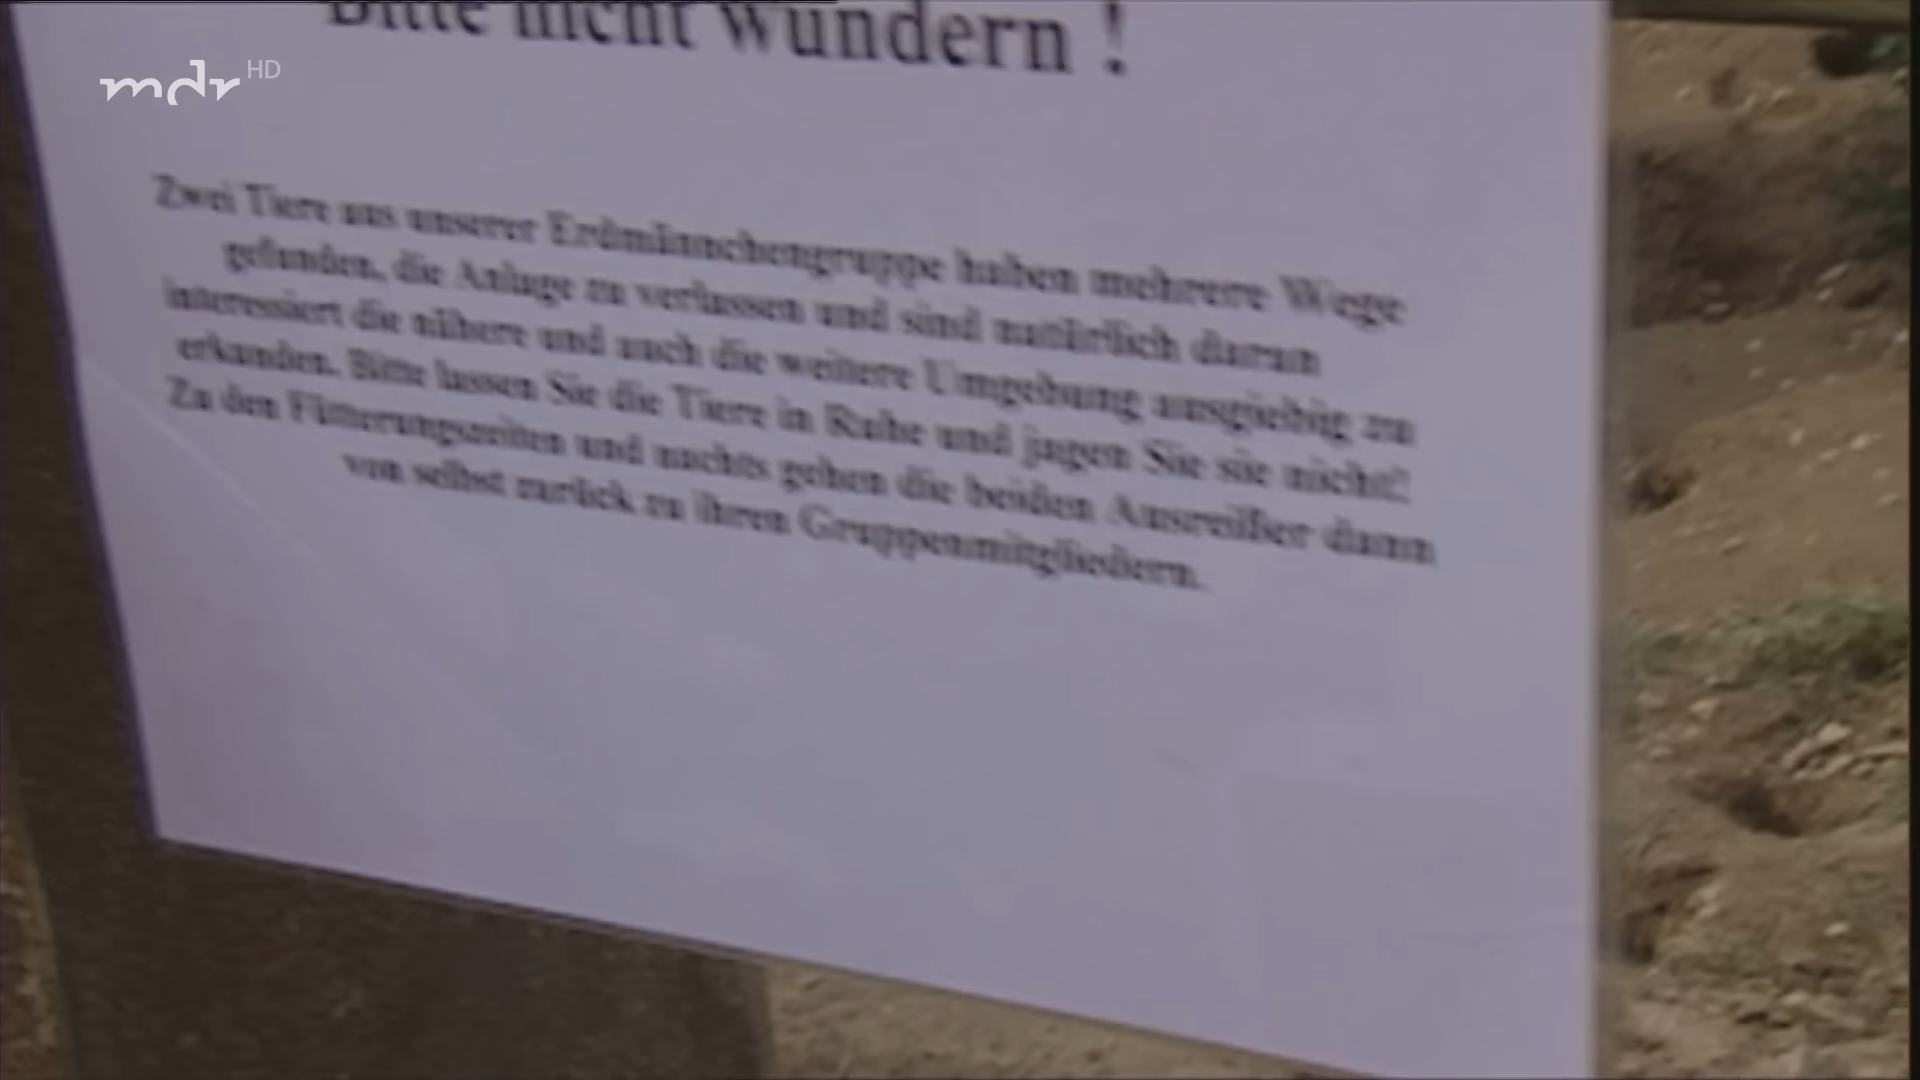 Bitte nicht wundern !
mdr HD
Zwei Tiere aus unserer Erdmännchengruppe haben mehrere Wege
gefunden, die Anlage zu verlassen und sind natürlich daran
interessiert die nähere und auch die weitere Umgebung ausgiebig zu
erkunden. Bitte lassen Sie die Tiere in Ruhe und jagen Sie sie nicht!
Zu den Fütterungszeiten und nachts gehen die beiden Ausreißer dann
von selbst zurück zu ihren Gruppenmitgliedern.